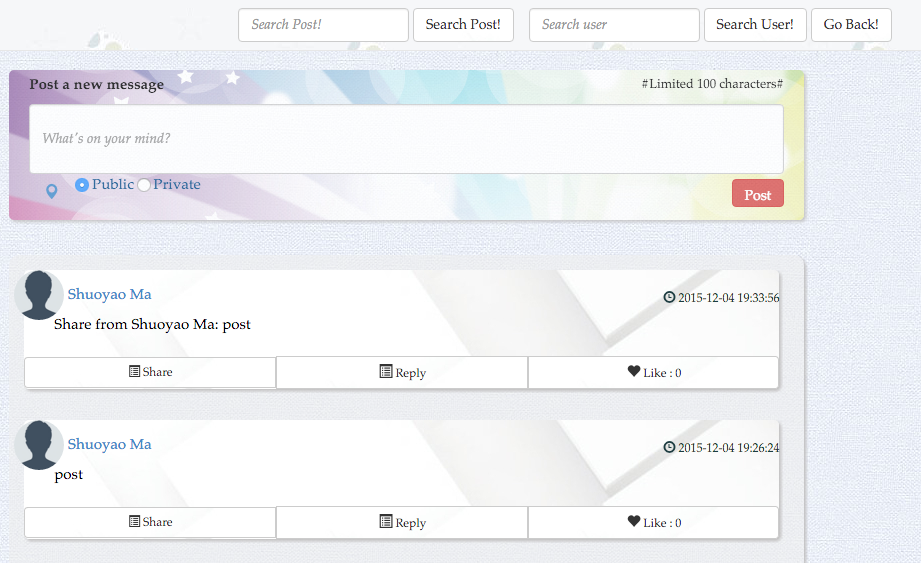 Search Post! Search Post! Search user Search User! Go Back!
Post a new message #Limited 100 characters#
What's on your mind?
Public Private
Post
Shuoyao Ma 2015-12-04 19:33:56
Share from Shuoyao Ma: post
Share Reply Like : 0
Shuoyao Ma 2015-12-04 19:26:24
post
Share Reply Like : 0